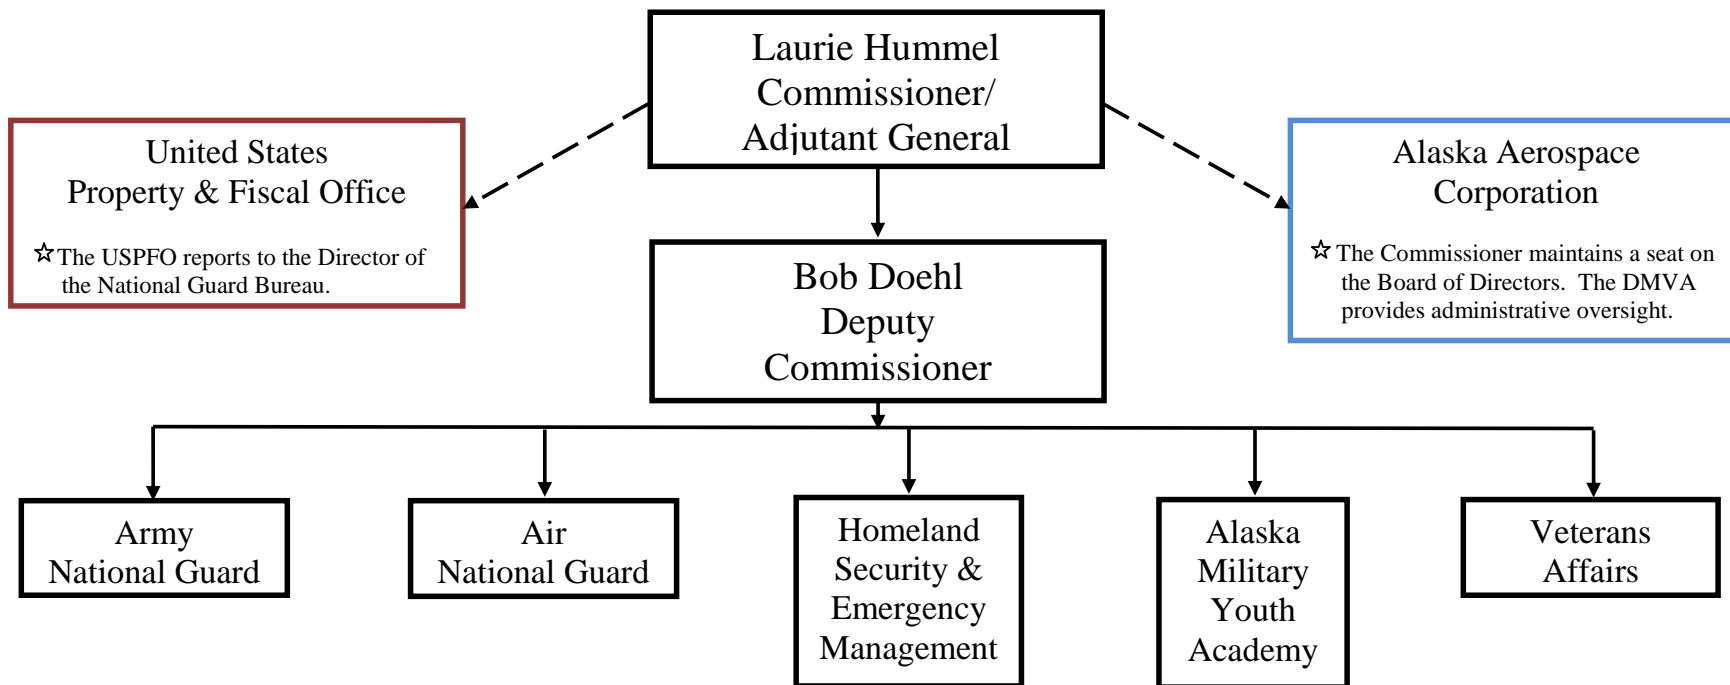 Laurie Hummel
Commissioner/
Adjutant General
United States
Property & Fiscal Office
☆ The USPFO reports to the Director of
the National Guard Bureau.
Alaska Aerospace
Corporation
☆ The Commissioner maintains a seat on
the Board of Directors.  The DMVA
provides administrative oversight.
Bob Doehl
Deputy
Commissioner
Army
National Guard
Air
National Guard
Homeland
Security &
Emergency
Management
Alaska
Military
Youth
Academy
Veterans
Affairs